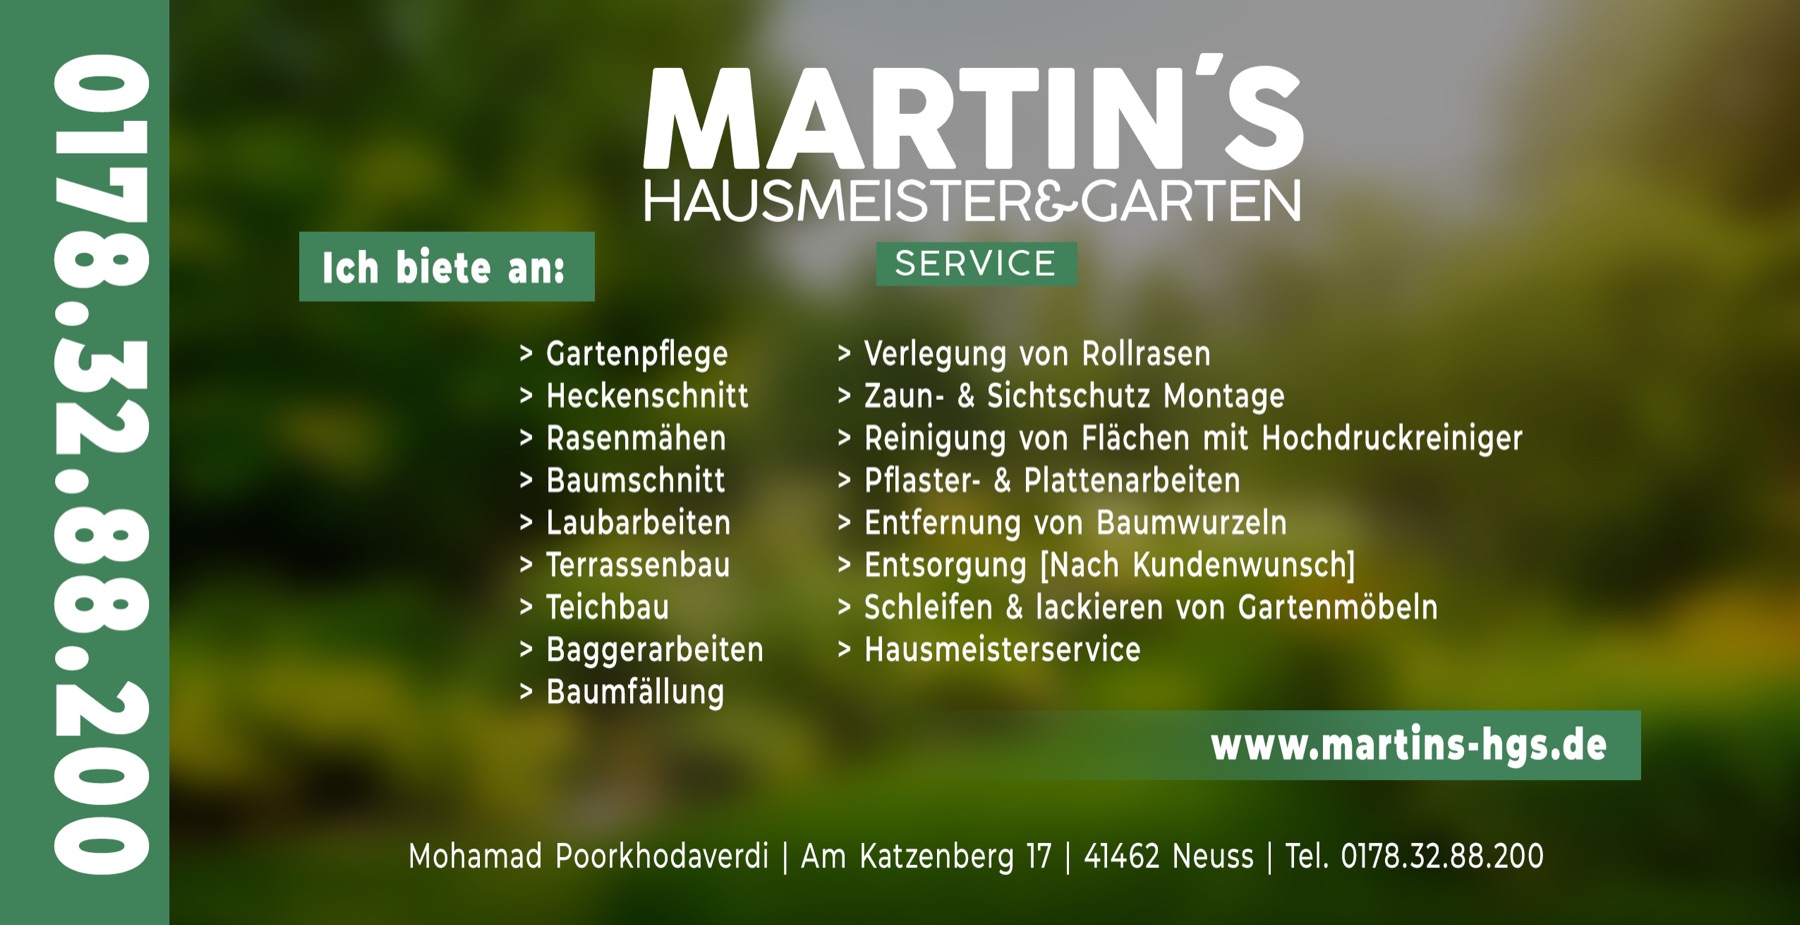 0178.32.88.200
MARTIN´S
HAUSMEISTER&GARTEN
SERVICE
Ich biete an:
> Gartenpflege
> Heckenschnitt
> Rasenmähen
> Baumschnitt
> Laubarbeiten
> Terrassenbau
> Teichbau
> Baggerarbeiten
> Baumfällung
> Verlegung von Rollrasen
> Zaun- & Sichtschutz Montage
> Reinigung von Flächen mit Hochdruckreiniger
> Pflaster- & Plattenarbeiten
> Entfernung von Baumwurzeln
> Entsorgung [Nach Kundenwunsch]
> Schleifen & lackieren von Gartenmöbeln
> Hausmeisterservice
www.martins-hgs.de
Mohamad Poorkhodaverdi | Am Katzenberg 17 | 41462 Neuss | Tel. 0178.32.88.200